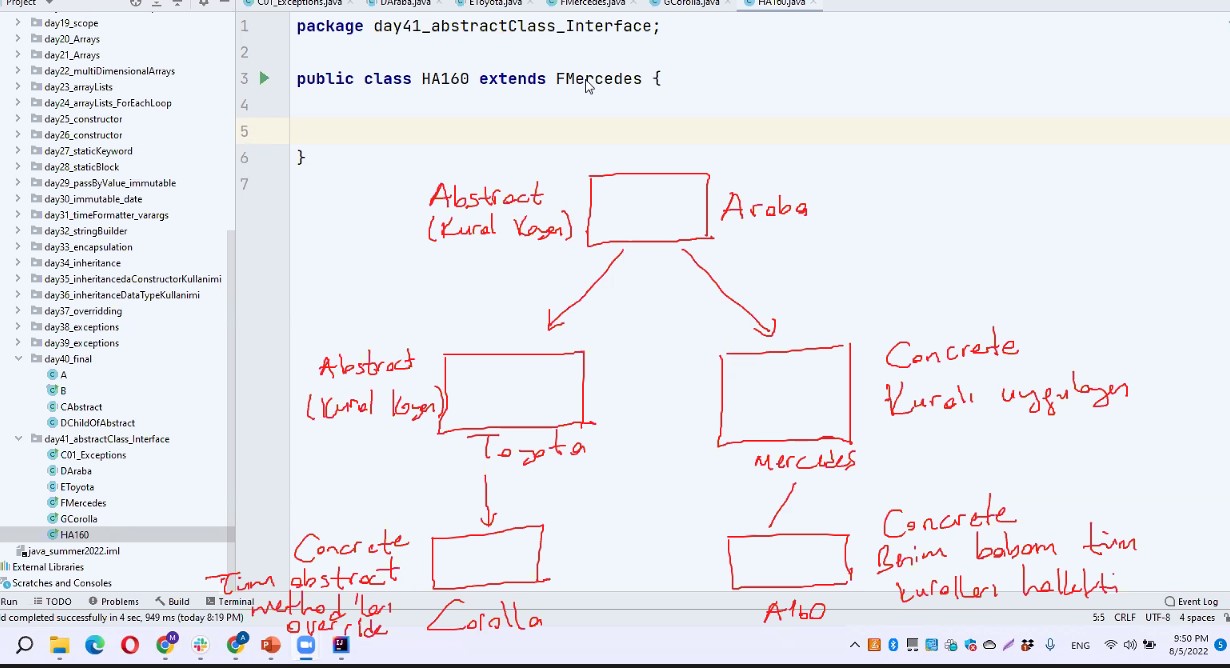 Project
C01_Exceptions.java
DAraba.java
EToyota.java
FMercedes.java
GCorolla.java
HA160.java
day19_scope
day20_Arrays
day21_Arrays
day22_multiDimensionalArrays
day23_arrayLists
day24_arrayLists_ForEachLoop
day25_constructor
day26_constructor
day27_staticKeyword
day28_staticBlock
day29_passByValue_immutable
day30_immutable_date
day31_timeFormatter_varargs
day32_stringBuilder
day33_encapsulation
day34_inheritance
day35_inheritancedaConstructorKullanimi
day36_inheritanceDataTypeKullanimi
day37_overridding
day38_exceptions
day39_exceptions
day40_final
A
B
CAbstract
DChildOfAbstract
day41_abstractClass_Interface
C01_Exceptions
DAraba
EToyota
FMercedes
GCorolla
HA160
java_summer2022.iml
External Libraries
Scratches and Consoles
1 package day41_abstractClass_Interface;
2
3 public class HA160 extends FMercedes {
4
5
6 }
7
Abstract
(Kural Koyan)
Araba
Abstract
(Kural Koyan)
Toyota
Concrete
Kuralı uygulayan
Mercedes
Concrete
Tüm abstract
method'ları
override
Corolla
Concrete
Benim babam tüm
kuralları halletti
A160
Run
TODO
Problems
Build
Terminal
Event Log
ld completed successfully in 4 sec, 949 ms (today 8:19 PM)
5:5 CRLF UTF-8 4 spaces
ENG
9:50 PM
8/5/2022
5